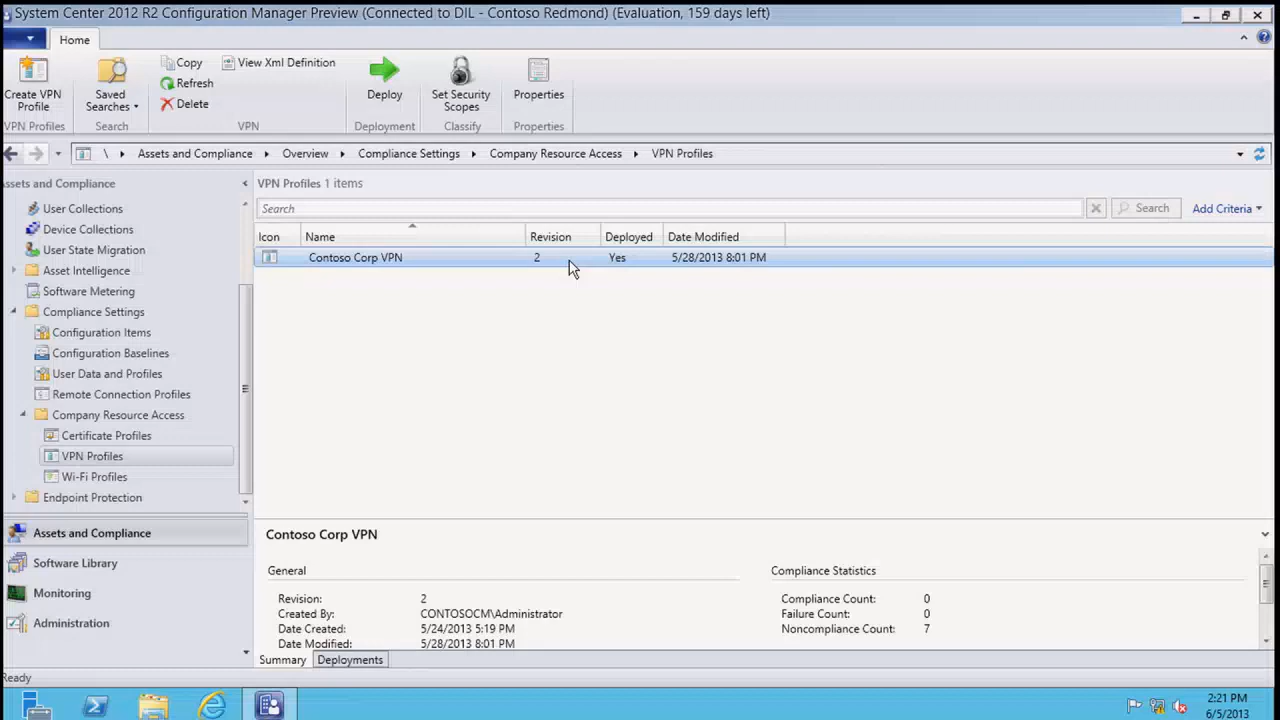 System Center 2012 R2 Configuration Manager Preview (Connected to DIL - Contoso Redmond) (Evaluation, 159 days left)
Home
Create VPN Profile
VPN Profiles
Saved Searches
Search
Copy
View Xml Definition
Refresh
Delete
VPN
Deploy
Deployment
Set Security Scopes
Classify
Properties
Properties
\ Assets and Compliance Overview Compliance Settings Company Resource Access VPN Profiles
ssets and Compliance
User Collections
Device Collections
User State Migration
Asset Intelligence
Software Metering
Compliance Settings
Configuration Items
Configuration Baselines
User Data and Profiles
Remote Connection Profiles
Company Resource Access
Certificate Profiles
VPN Profiles
Wi-Fi Profiles
Endpoint Protection
Assets and Compliance
Software Library
Monitoring
Administration
VPN Profiles 1 items
Search
Search
Add Criteria
Icon Name Revision Deployed Date Modified
Contoso Corp VPN 2 Yes 5/28/2013 8:01 PM
Contoso Corp VPN
General
Revision: 2
Created By: CONTOSOCM\Administrator
Date Created: 5/24/2013 5:19 PM
Date Modified: 5/28/2013 8:01 PM
Compliance Statistics
Compliance Count: 0
Failure Count: 0
Noncompliance Count: 7
Summary Deployments
Ready
2:21 PM
6/5/2013